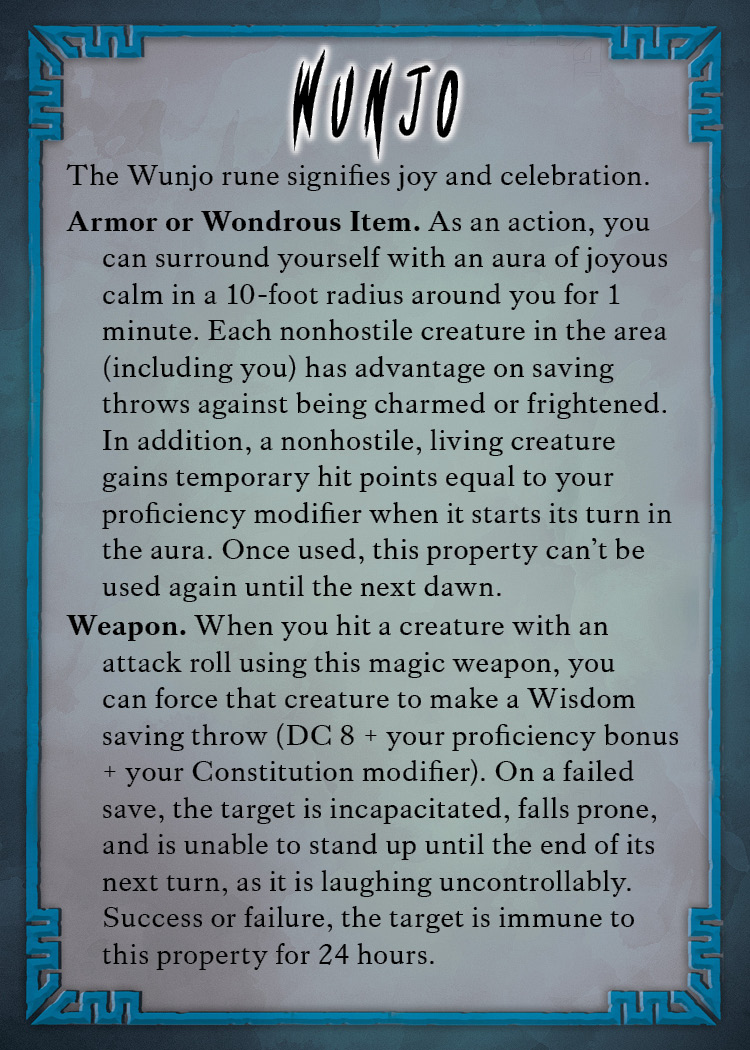 WUNJO
The Wunjo rune signifies joy and celebration.
Armor or Wondrous Item. As an action, you
can surround yourself with an aura of joyous
calm in a 10-foot radius around you for 1
minute. Each nonhostile creature in the area
(including you) has advantage on saving
throws against being charmed or frightened.
In addition, a nonhostile, living creature
gains temporary hit points equal to your
proficiency modifier when it starts its turn in
the aura. Once used, this property can’t be
used again until the next dawn.
Weapon. When you hit a creature with an
attack roll using this magic weapon, you
can force that creature to make a Wisdom
saving throw (DC 8 + your proficiency bonus
+ your Constitution modifier). On a failed
save, the target is incapacitated, falls prone,
and is unable to stand up until the end of its
next turn, as it is laughing uncontrollably.
Success or failure, the target is immune to
this property for 24 hours.